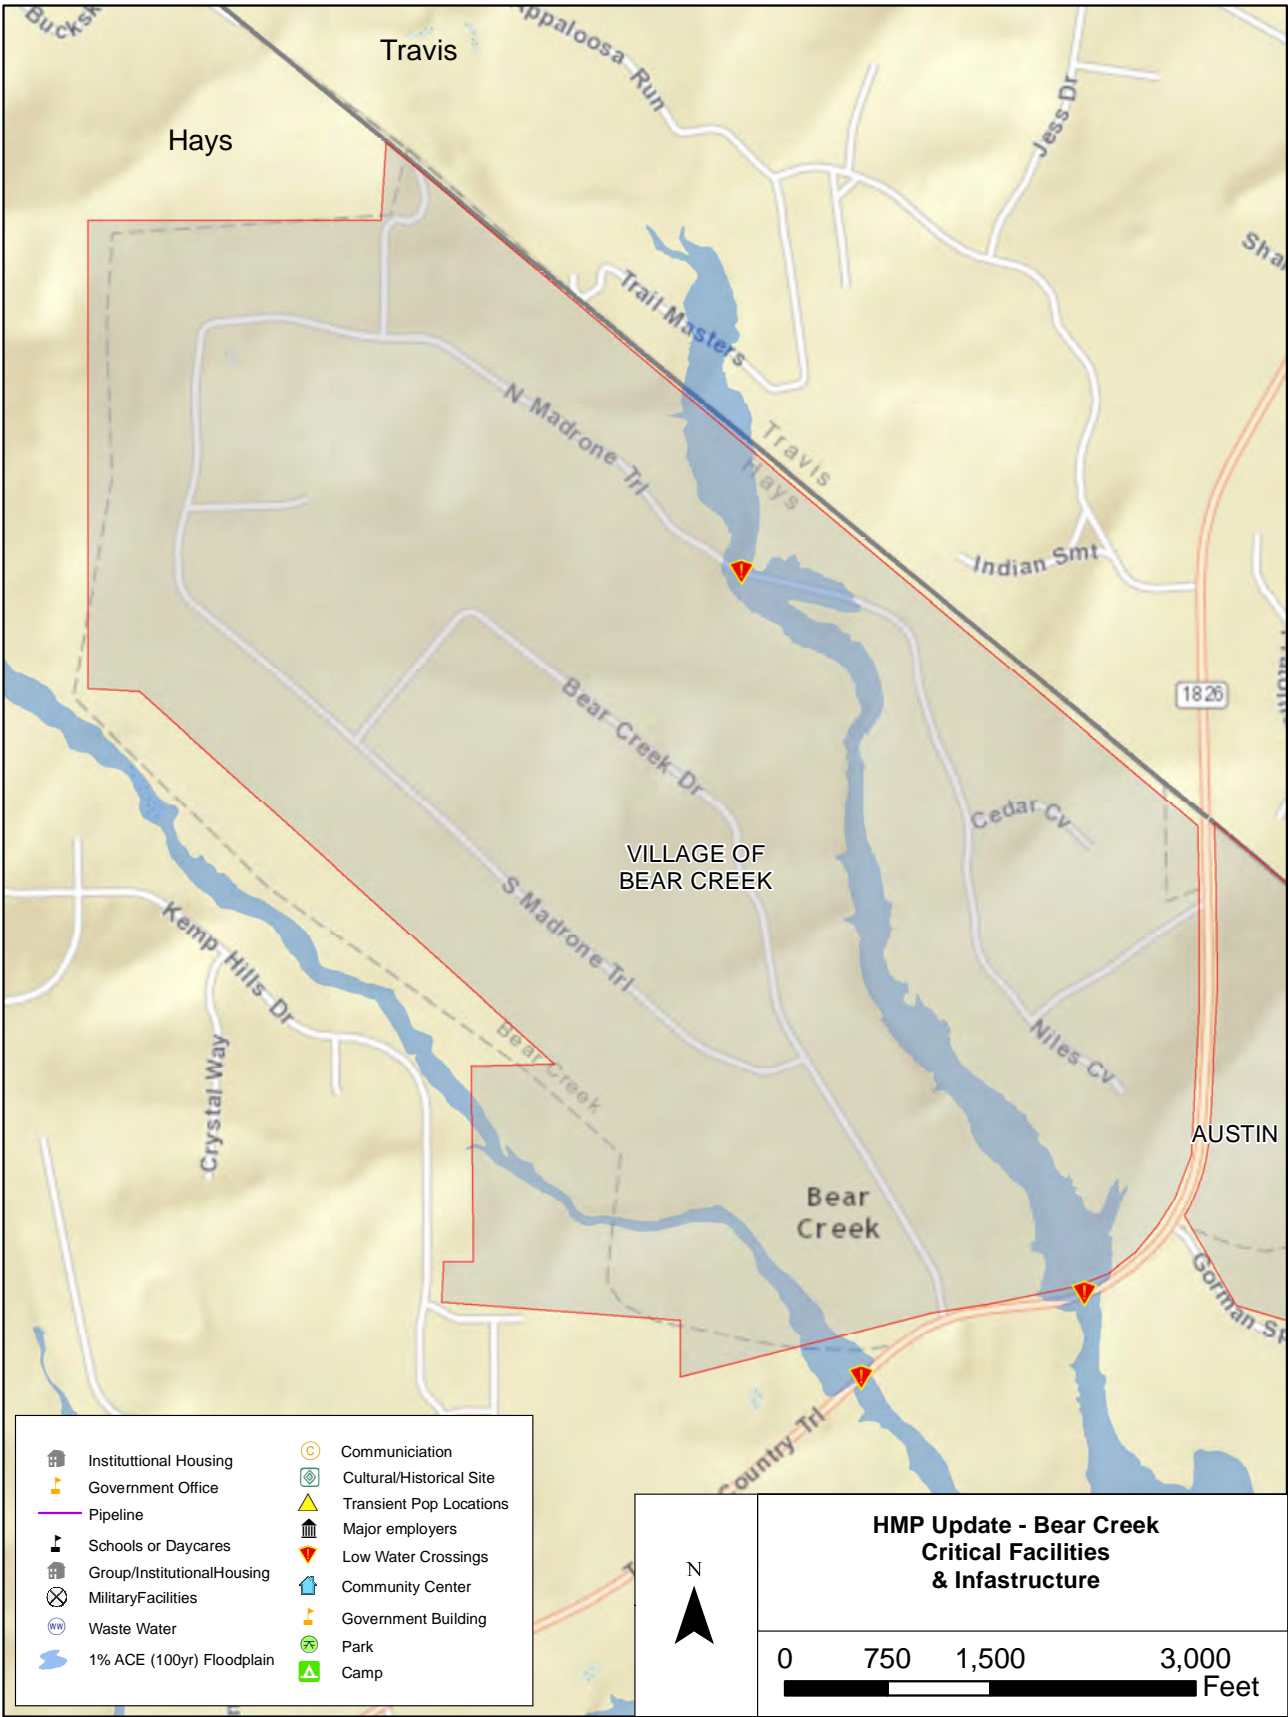 Travis
Hays
Appaloosa Run
Jess Dr
Trail Masters
N Madrone Trl
Travis
Hays
Indian Smt
1826
Bear Creek Dr
Cedar Cv
VILLAGE OF
BEAR CREEK
S Madrone Trl
Kemp Hills Dr
Crystal Way
Bear Creek
Niles Cv
AUSTIN
Bear
Creek
Gorman Sp
Country Trl
Instituttional Housing
Government Office
Pipeline
Schools or Daycares
Group/InstitutionalHousing
MilitaryFacilities
WW Waste Water
1% ACE (100yr) Floodplain
C Communiciation
Cultural/Historical Site
Transient Pop Locations
Major employers
! Low Water Crossings
Community Center
Government Building
Park
Camp
N
HMP Update - Bear Creek
Critical Facilities
& Infastructure
0 750 1,500 3,000
Feet